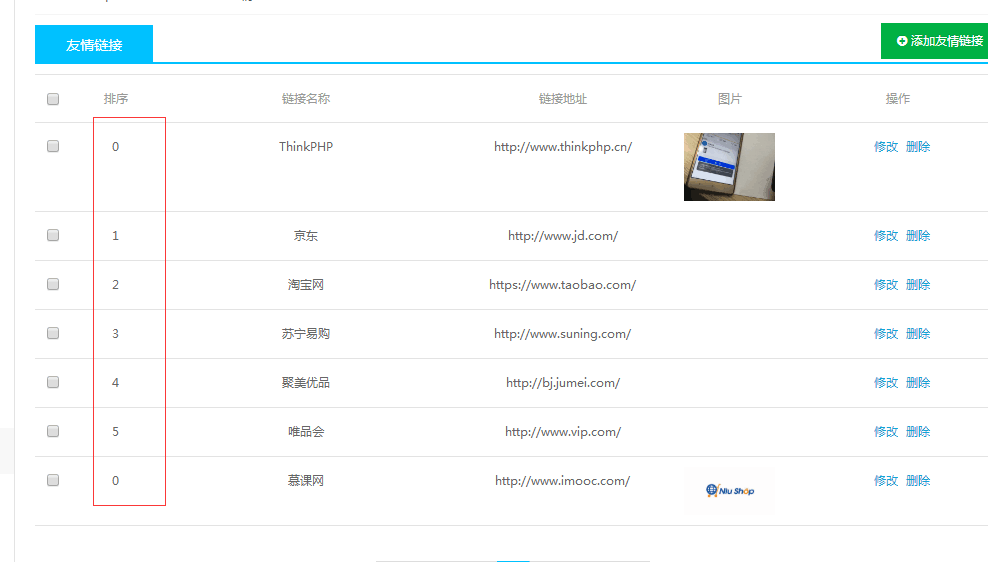 友情链接
添加友情链接
排序 链接名称 链接地址 图片 操作
0 ThinkPHP http://www.thinkphp.cn/ 修改 删除
1 京东 http://www.jd.com/ 修改 删除
2 淘宝网 https://www.taobao.com/ 修改 删除
3 苏宁易购 http://www.suning.com/ 修改 删除
4 聚美优品 http://bj.jumei.com/ 修改 删除
5 唯品会 http://www.vip.com/ 修改 删除
0 慕课网 http://www.imooc.com/ Niu Shop 修改 删除